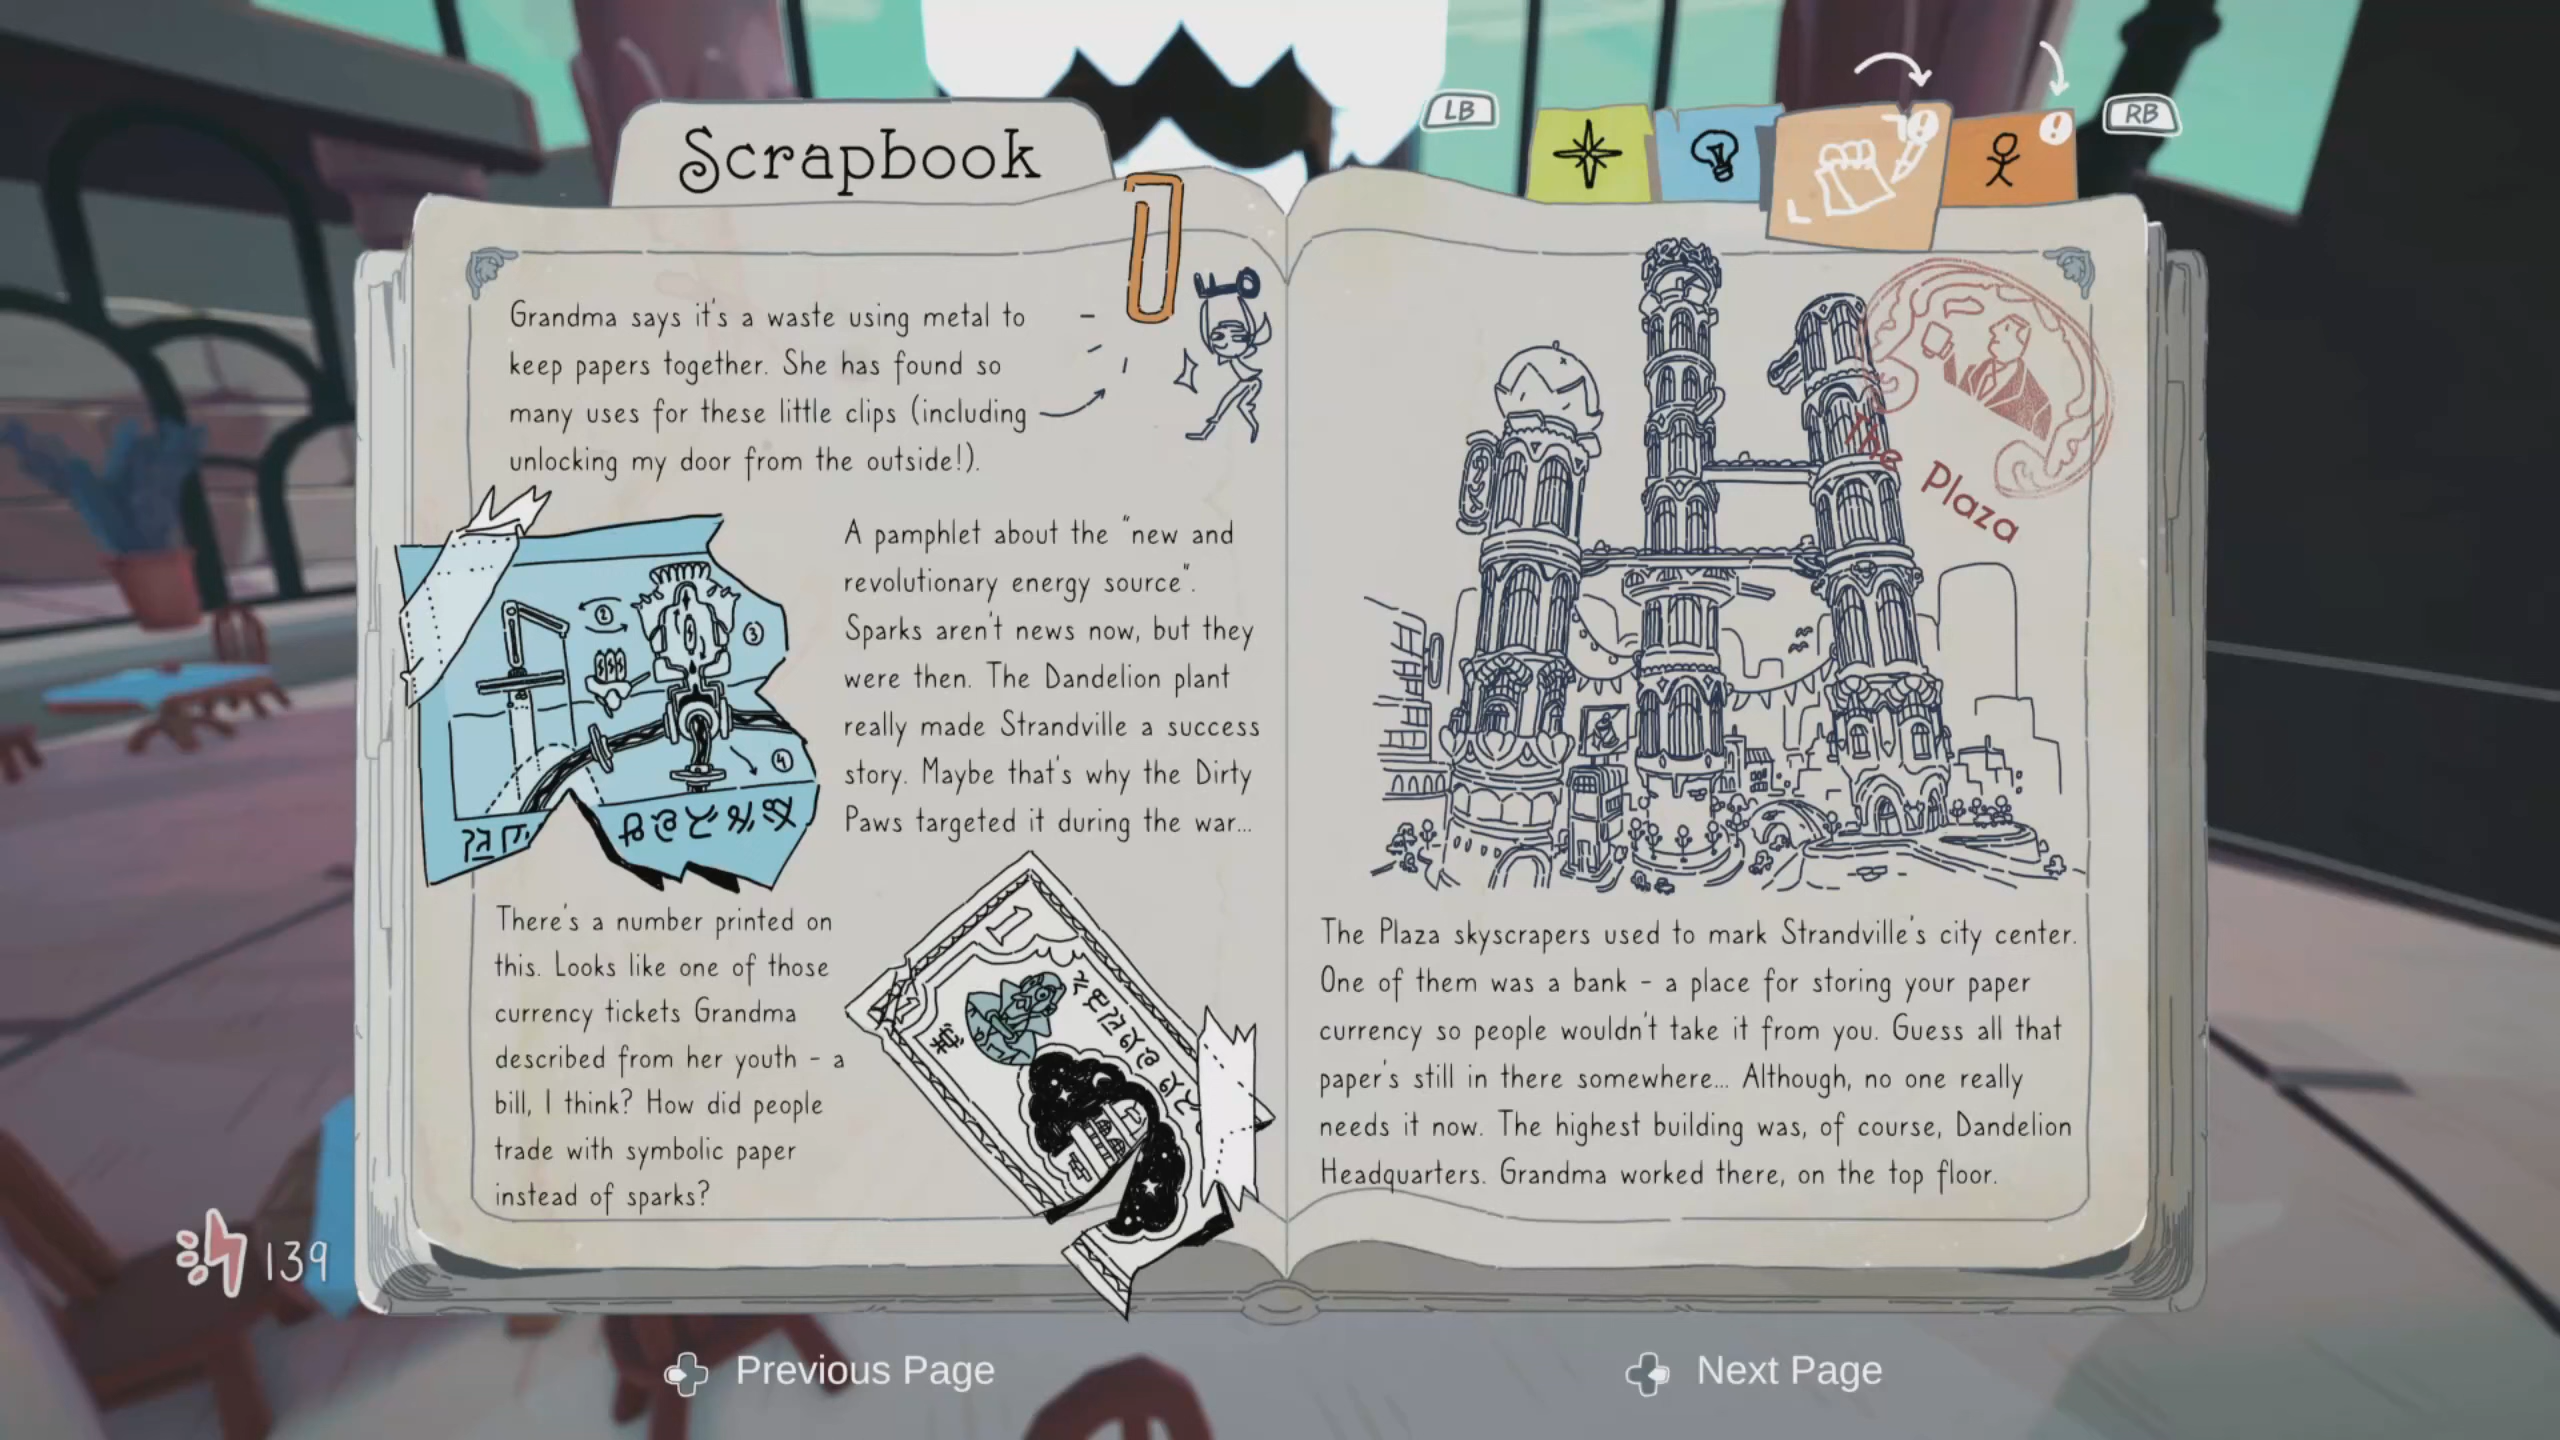 LB
RB
Scrapbook
Grandma says it's a waste using metal to
keep papers together. She has found so
many uses for these little clips (including
unlocking my door from the outside!).
A pamphlet about the "new and
revolutionary energy source".
Sparks aren't news now, but they
were then. The Dandelion plant
really made Strandville a success
story. Maybe that's why the Dirty
Paws targeted it during the war...
2
3
4
There's a number printed on
this. Looks like one of those
currency tickets Grandma
described from her youth - a
bill, I think? How did people
trade with symbolic paper
instead of sparks?
1
The Plaza
The Plaza skyscrapers used to mark Strandville's city center.
One of them was a bank - a place for storing your paper
currency so people wouldn't take it from you. Guess all that
paper's still in there somewhere... Although, no one really
needs it now. The highest building was, of course, Dandelion
Headquarters. Grandma worked there, on the top floor.
139
Previous Page
Next Page